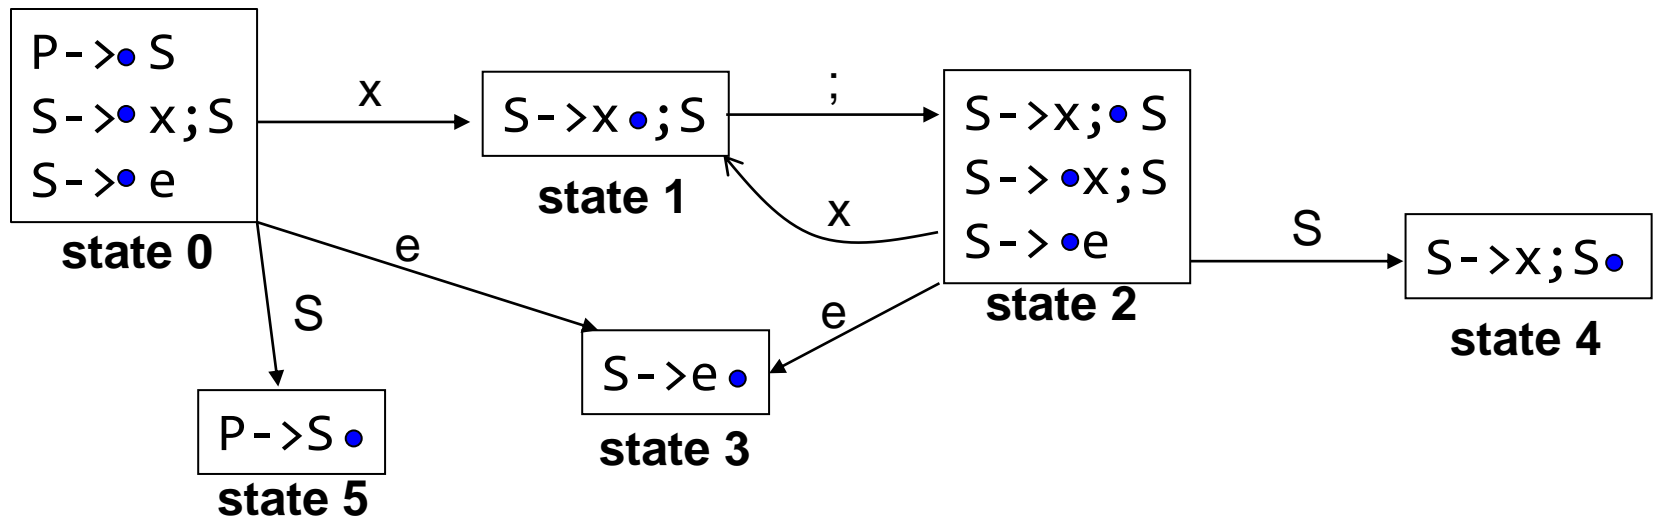 P->• S
S->• x;S
S->• e
state 0
x
S->x•;S
state 1
;
S->x;• S
S-> •x;S
S-> •e
state 2
x
S
S->x;S•
state 4
e
e
S->e•
state 3
S
P->S•
state 5